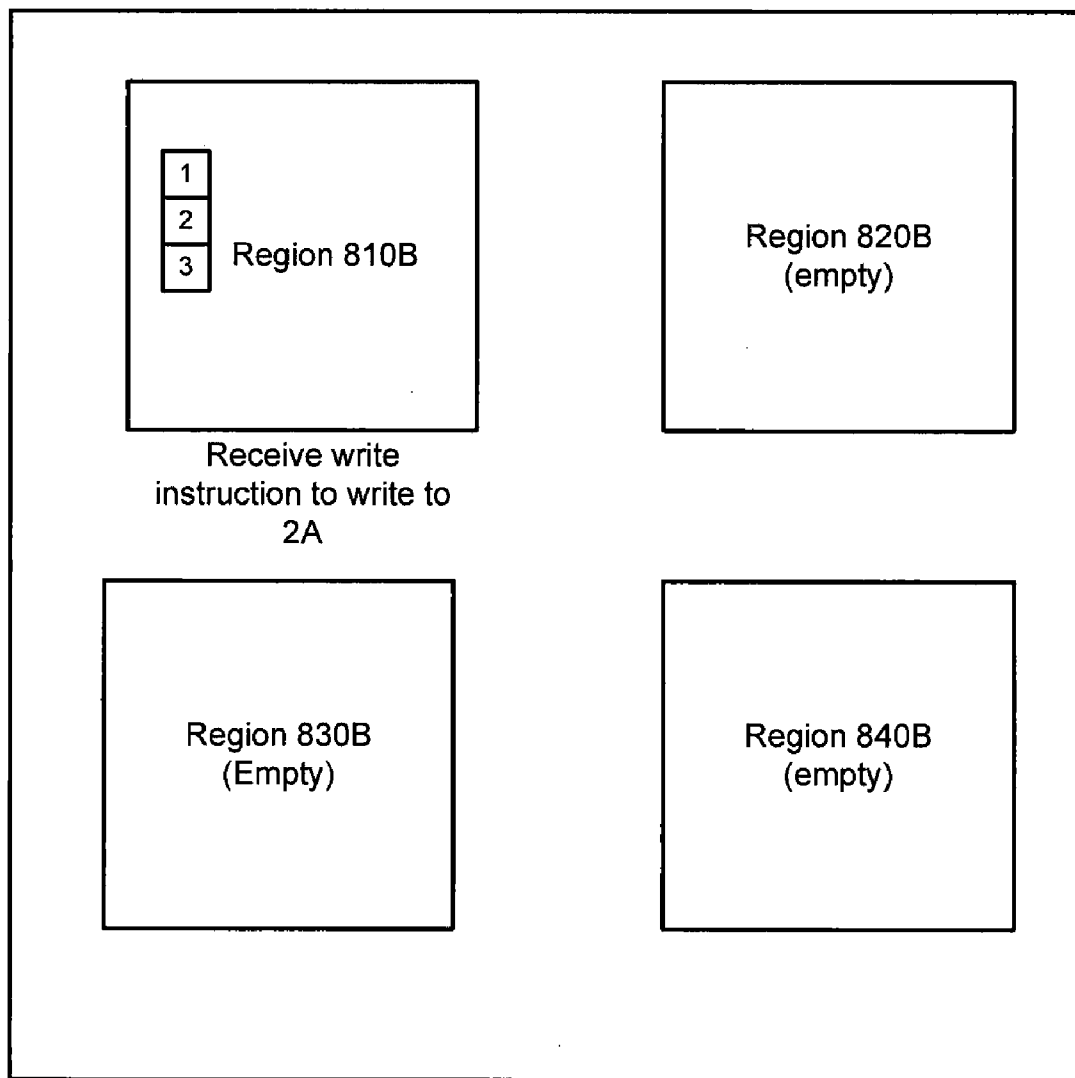 1
2
3
Region 810B
Region 820B
(empty)
Receive write
instruction to write to
2A
Region 830B
(Empty)
Region 840B
(empty)